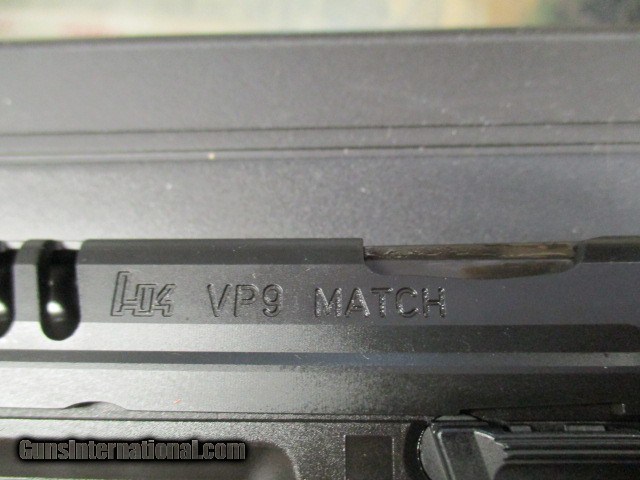 HK VP9 MATCH
GunsInternational.com